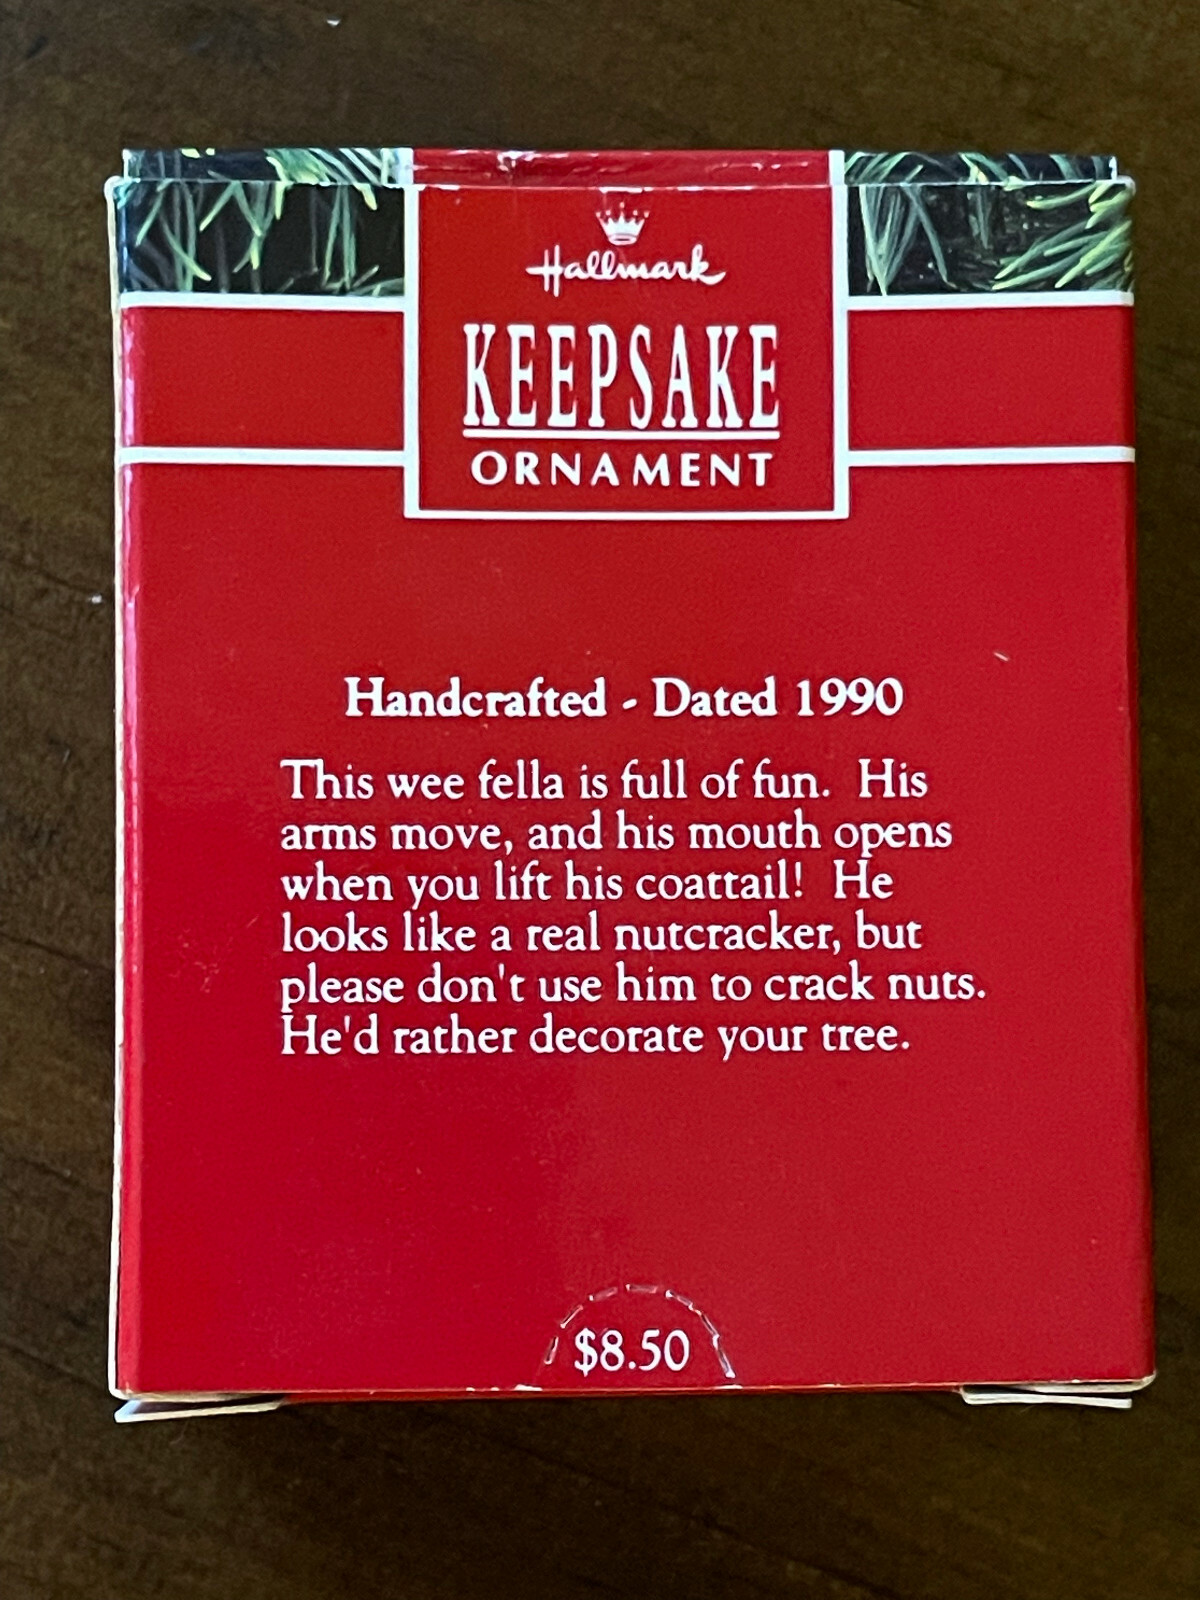 Hallmark
KEEPSAKE
ORNAMENT
Handcrafted - Dated 1990
This wee fella is full of fun. His
arms move, and his mouth opens
when you lift his coattail! He
looks like a real nutcracker, but
please don't use him to crack nuts.
He'd rather decorate your tree.
$8.50